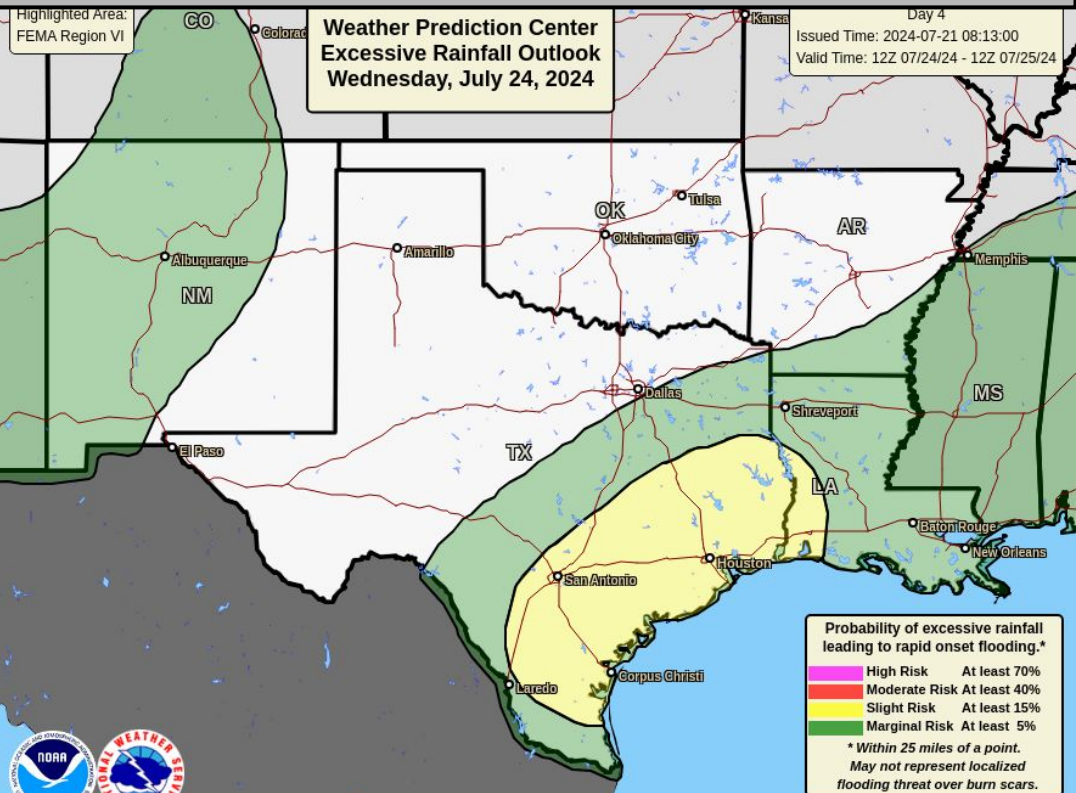 Highlighted Area:
FEMA Region VI
Weather Prediction Center
Excessive Rainfall Outlook
Wednesday, July 24, 2024
Day 4
Issued Time: 2024-07-21 08:13:00
Valid Time: 12Z 07/24/24 - 12Z 07/25/24
CO
Colorac
Kansa
Tulsa
OK
Oklahoma City
AR
Amarillo
Albuquerque
Memphis
NM
Dallas
MS
Shreveport
El Paso
TX
LA
Baton Rouge
New Orleans
Houston
San Antonio
Corpus Christi
Laredo
Probability of excessive rainfall
leading to rapid onset flooding.*
High Risk At least 70%
Moderate Risk At least 40%
Slight Risk At least 15%
Marginal Risk At least 5%
* Within 25 miles of a point.
May not represent localized
flooding threat over burn scars.
NOAA